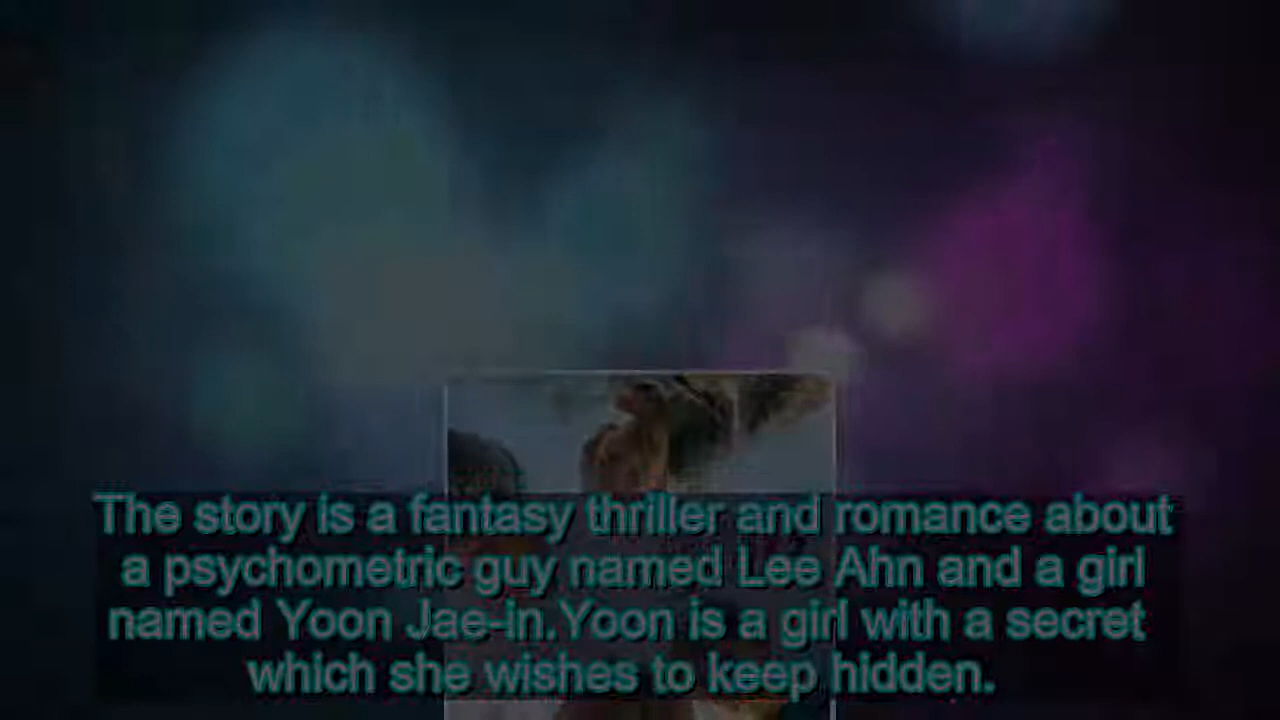 The story is a fantasy thriller and romance about
a psychometric guy named Lee Ahn and a girl
named Yoon Jae-in.Yoon is a girl with a secret
which she wishes to keep hidden.